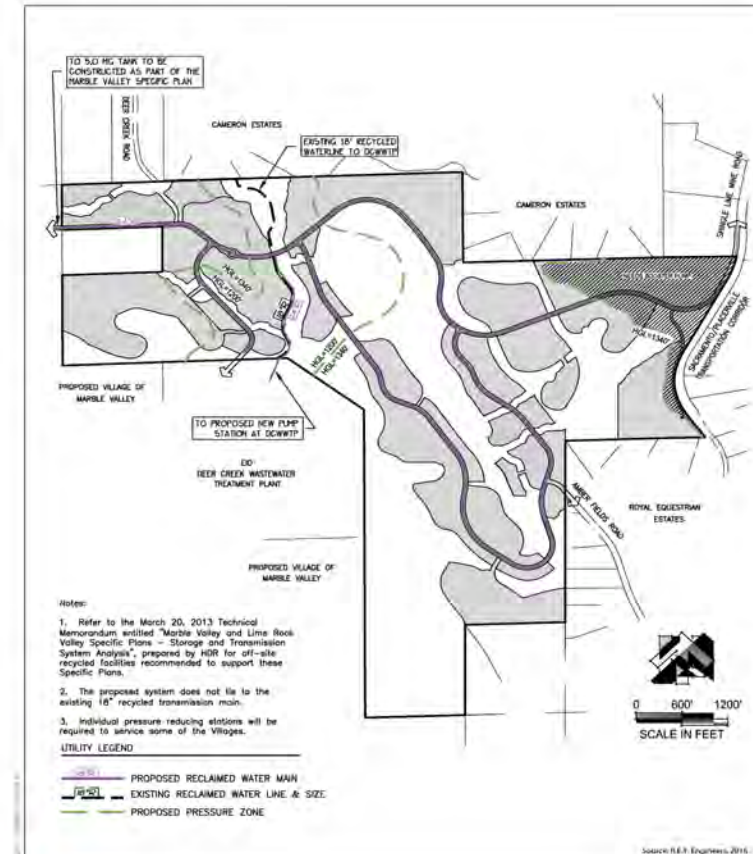 TO 5.0 MG TANK TO BE
CONSTRUCTED AS PART OF THE
MARBLE VALLEY SPECIFIC PLAN
DEER CREEK
ROAD
CAMERON ESTATES
EXISTING 18" RECYCLED
WATERLINE TO DCWWTP
CAMERON ESTATES
SHINGLE LIME MINE ROAD
SACRAMENTO/PLACERVILLE
TRANSPORTATION CORRIDOR
HGL=1340'
HGL=1200'
HGL=1200'
HGL=1340'
HGL=1340'
PROPOSED VILLAGE OF
MARBLE VALLEY
TO PROPOSED NEW PUMP
STATION AT DCWWTP
EID
DEER CREEK WASTEWATER
TREATMENT PLANT
AMBER FIELDS ROAD
ROYAL EQUESTRIAN
ESTATES
PROPOSED VILLAGE OF
MARBLE VALLEY
Notes:
1. Refer to the March 20, 2013 Technical
Memorandum entitled "Marble Valley and Lime Rock
Valley Specific Plans – Storage and Transmission
System Analysis", prepared by HDR for off-site
recycled facilities recommended to support these
Specific Plans.
2. The proposed system does not tie to the
existing 18" recycled transmission main.
3. Individual pressure reducing stations will be
required to service some of the Villages.
UTILITY LEGEND
PROPOSED RECLAIMED WATER MAIN
EXISTING RECLAIMED WATER LINE & SIZE
PROPOSED PRESSURE ZONE
0 600' 1200'
SCALE IN FEET
Source: R.E.Y. Engineers, 2016